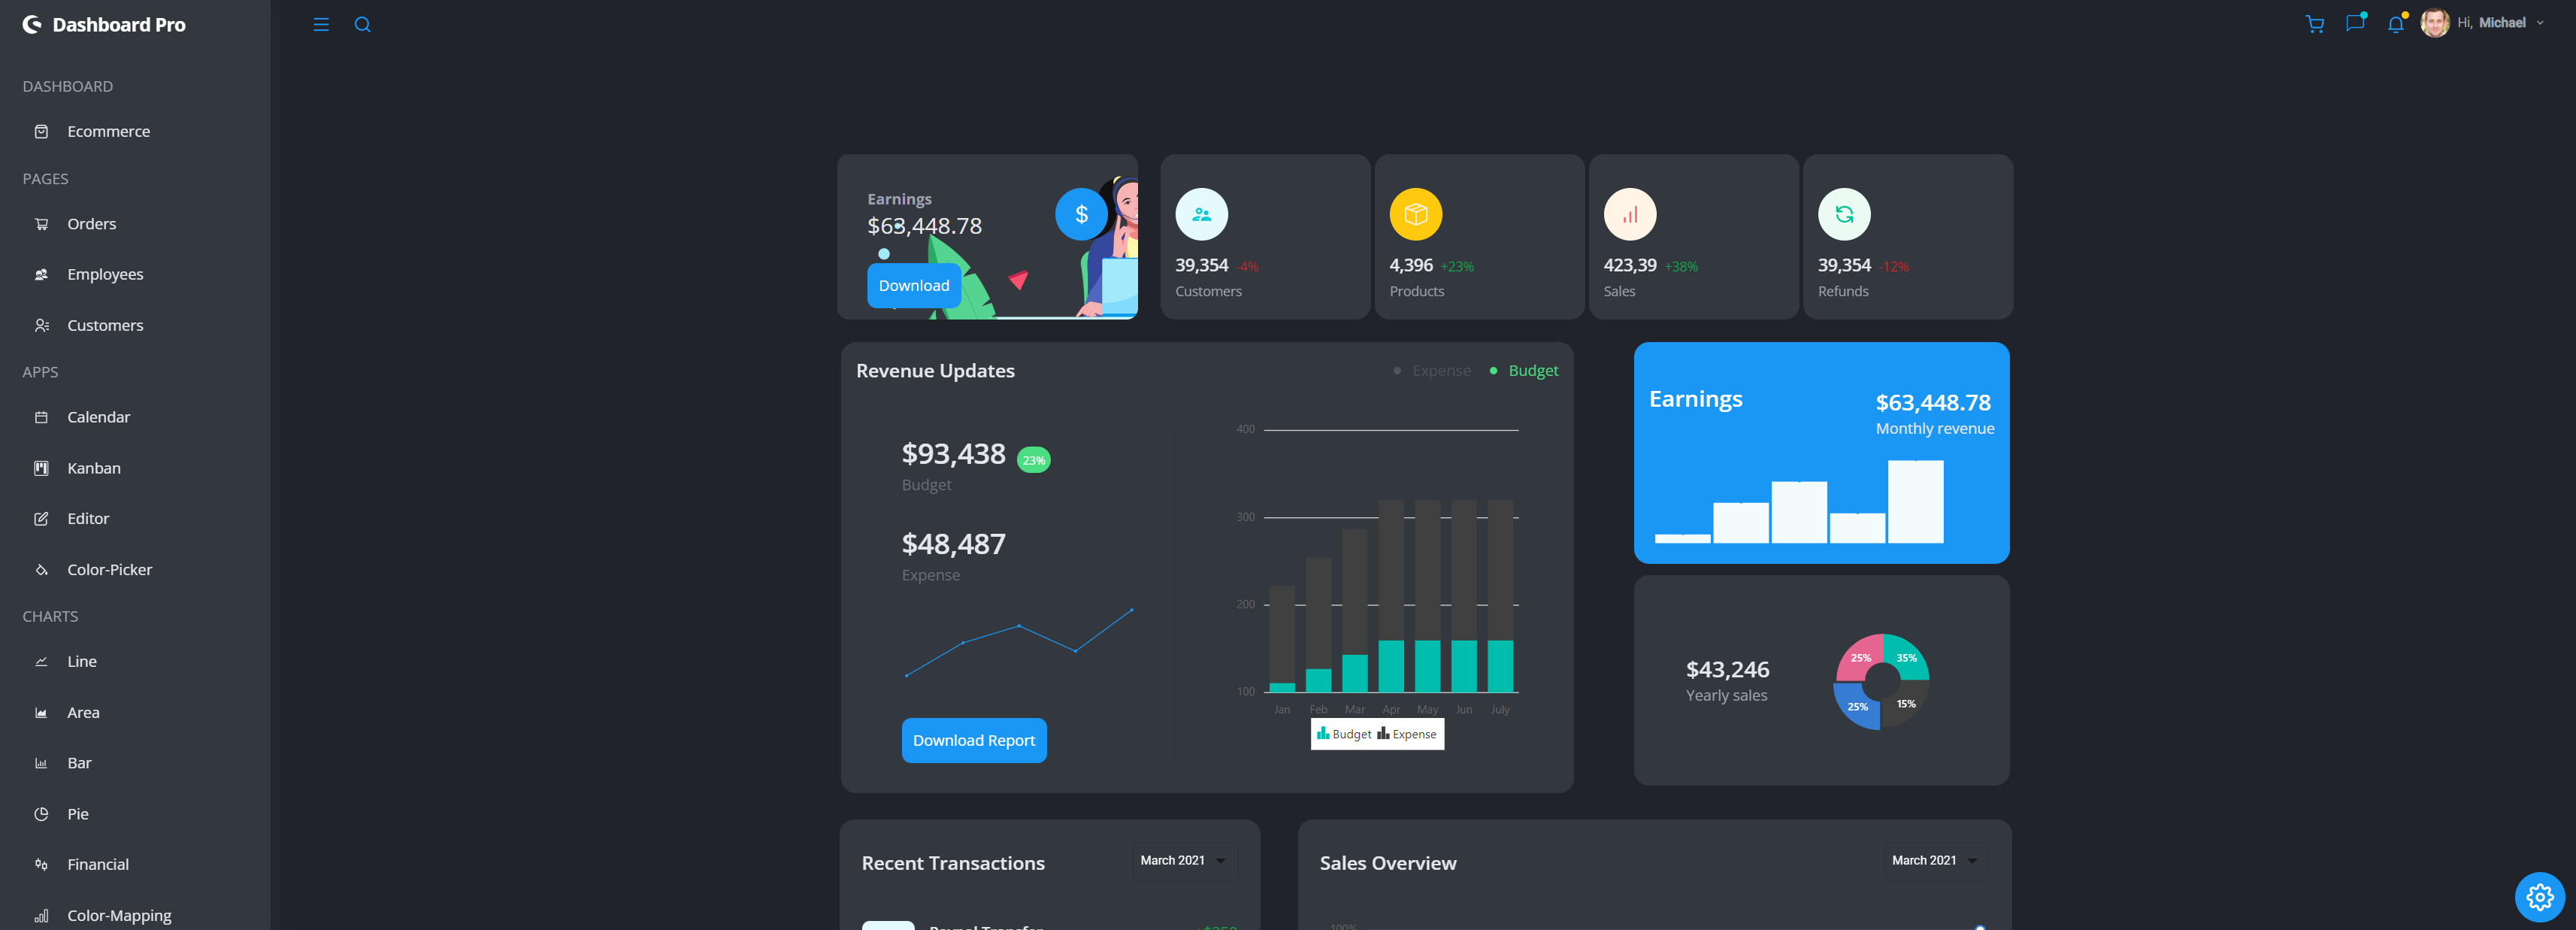 Dashboard Pro
DASHBOARD
Ecommerce
PAGES
Orders
Employees
Customers
APPS
Calendar
Kanban
Editor
Color-Picker
CHARTS
Line
Area
Bar
Pie
Financial
Color-Mapping
Hi, Michael
Earnings
$63,448.78
$
Download
39,354 -4%
Customers
4,396 +23%
Products
423,39 +38%
Sales
39,354 -12%
Refunds
Revenue Updates
Expense Budget
$93,438 23%
Budget
$48,487
Expense
Download Report
400
300
200
100
Jan Feb Mar Apr May Jun July
Budget Expense
Earnings
$63,448.78
Monthly revenue
$43,246
Yearly sales
25% 35%
25% 15%
Recent Transactions
March 2021
Sales Overview
March 2021
100%